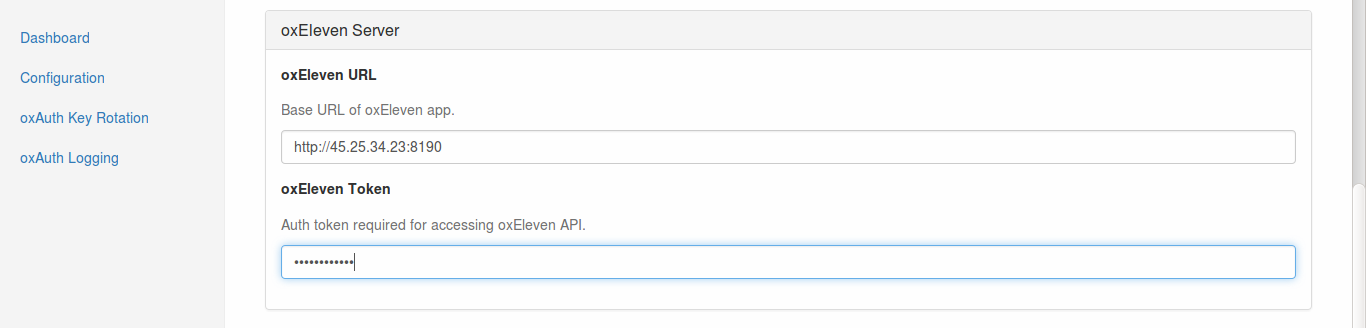 Dashboard
Configuration
oxAuth Key Rotation
oxAuth Logging
oxEleven Server
oxEleven URL
Base URL of oxEleven app.
http://45.25.34.23:8190
oxEleven Token
Auth token required for accessing oxEleven API.
••••••••••••